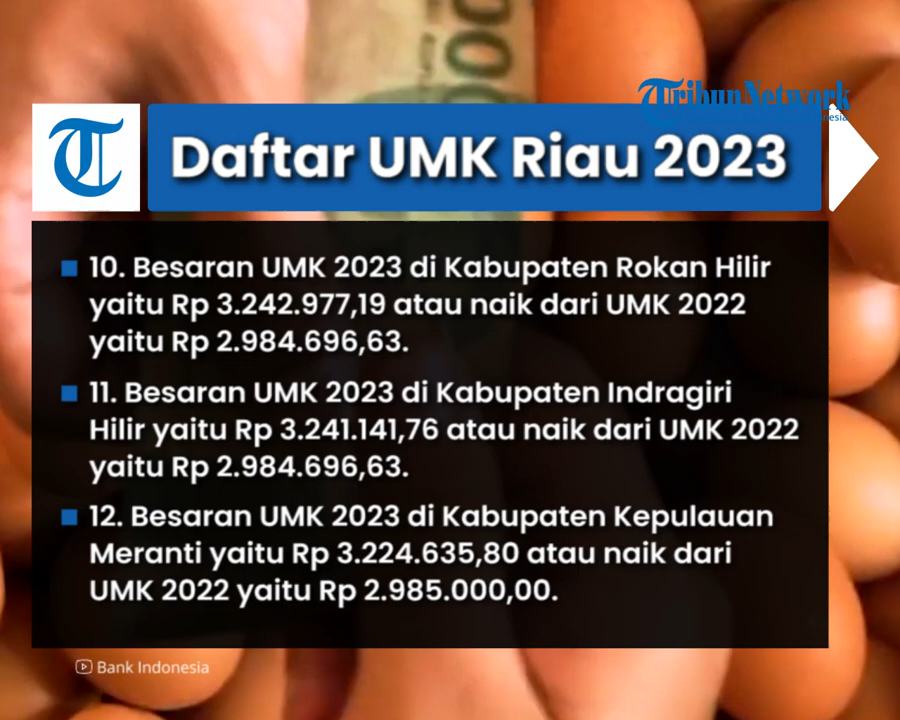 TribunNetwork
T
Daftar UMK Riau 2023
10. Besaran UMK 2023 di Kabupaten Rokan Hilir
yaitu Rp 3.242.977,19 atau naik dari UMK 2022
yaitu Rp 2.984.696,63.
11. Besaran UMK 2023 di Kabupaten Indragiri
Hilir yaitu Rp 3.241.141,76 atau naik dari UMK 2022
yaitu Rp 2.984.696,63.
12. Besaran UMK 2023 di Kabupaten Kepulauan
Meranti yaitu Rp 3.224.635,80 atau naik dari
UMK 2022 yaitu Rp 2.985.000,00.
Bank Indonesia